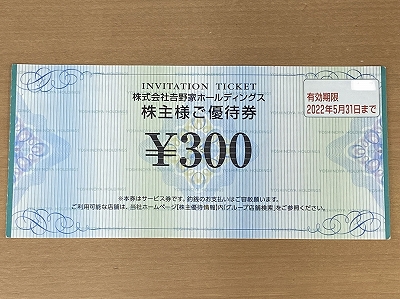 INVITATION TICKET
株式会社吉野家ホールディングス
株主様ご優待券
¥300
有効期限
2022年5月31日まで
※本券はサービス券です。釣銭のお支払いはご容赦願います。
ご利用可能な店舗は、当社ホームページ[株主優待情報]内[グループ店舗検索]をご参照ください。